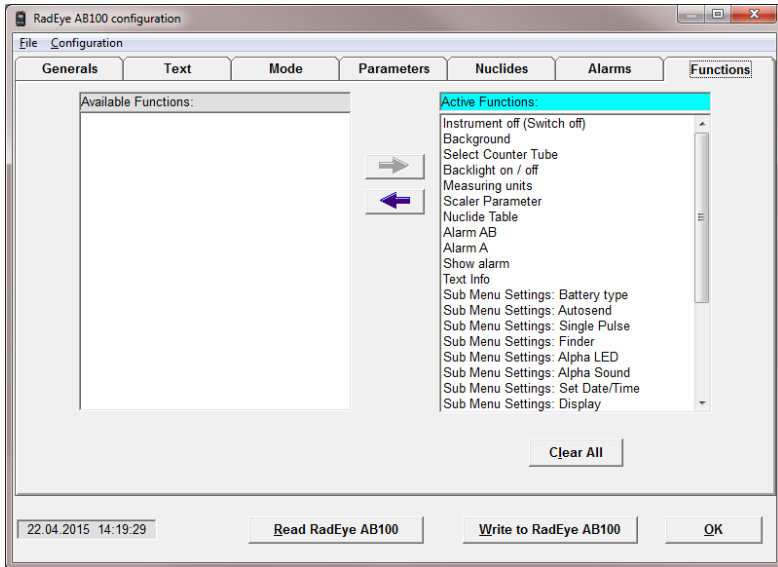 RadEye AB100 configuration
File Configuration
Generals Text Mode Parameters Nuclides Alarms Functions
Available Functions:
Active Functions:
Instrument off (Switch off)
Background
Select Counter Tube
Backlight on / off
Measuring units
Scaler Parameter
Nuclide Table
Alarm AB
Alarm A
Show alarm
Text Info
Sub Menu Settings: Battery type
Sub Menu Settings: Autosend
Sub Menu Settings: Single Pulse
Sub Menu Settings: Finder
Sub Menu Settings: Alpha LED
Sub Menu Settings: Alpha Sound
Sub Menu Settings: Set Date/Time
Sub Menu Settings: Display
Clear All
22.04.2015 14:19:29
Read RadEye AB100
Write to RadEye AB100
OK